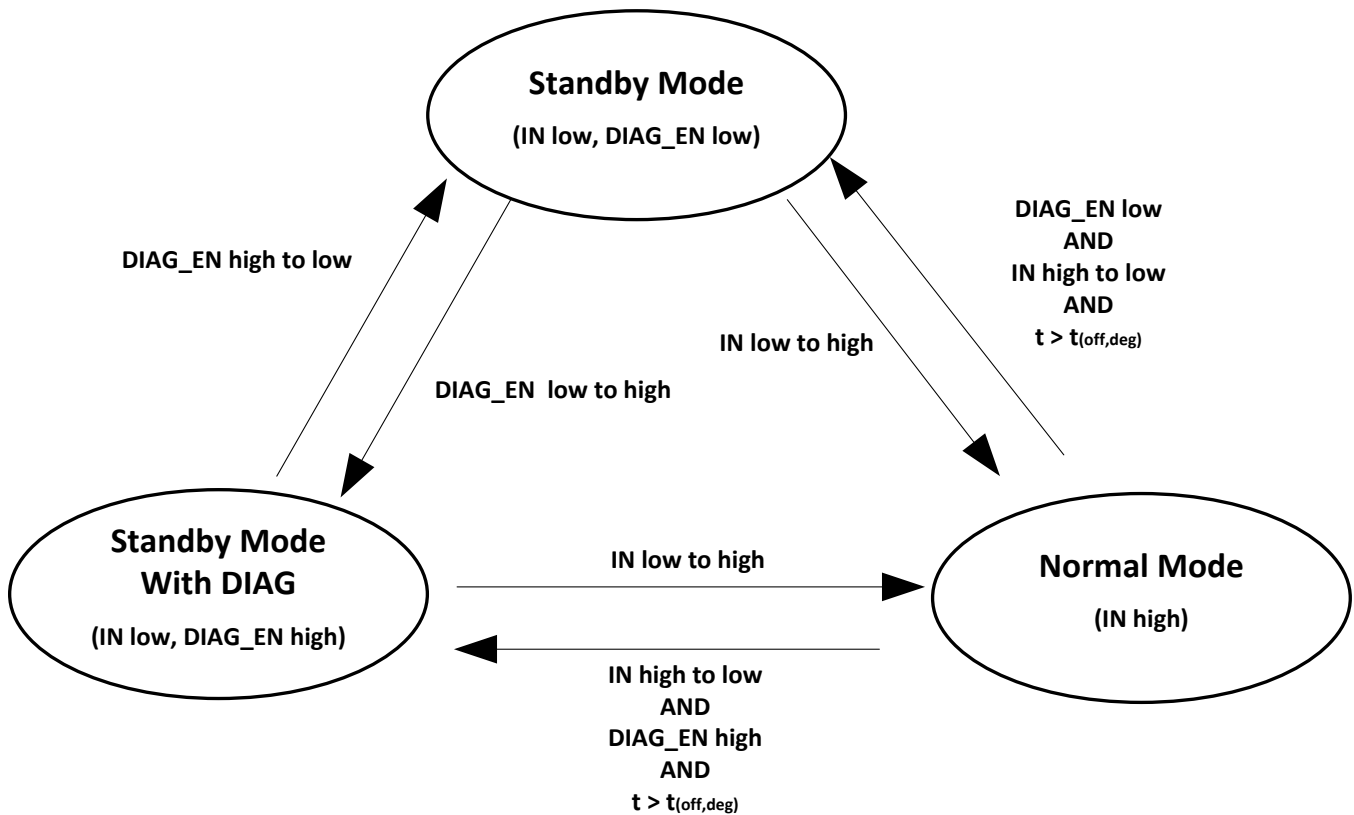 Standby Mode
(IN low, DIAG_EN low)
DIAG_EN high to low
DIAG_EN low to high
IN low to high
DIAG_EN low
AND
IN high to low
AND
t > t(off,deg)
Standby Mode
With DIAG
(IN low, DIAG_EN high)
IN low to high
IN high to low
AND
DIAG_EN high
AND
t > t(off,deg)
Normal Mode
(IN high)